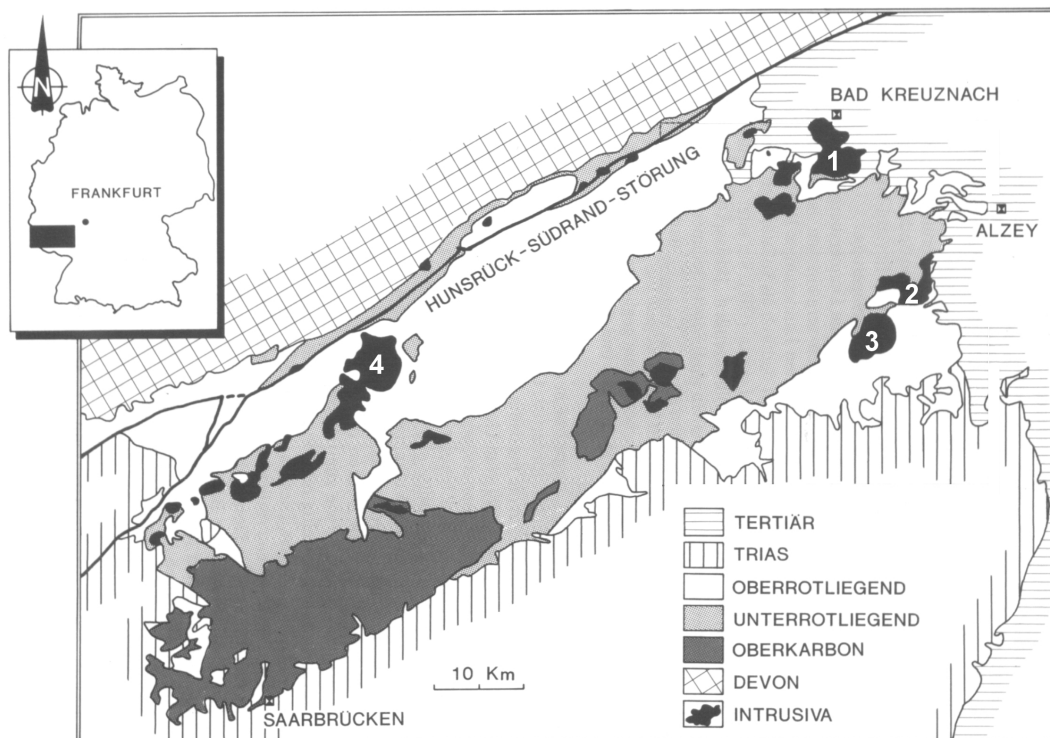 N
FRANKFURT
BAD KREUZNACH
1
HUNSRÜCK-SÜDRAND-STÖRUNG
ALZEY
2
3
4
TERTIÄR
TRIAS
OBERROTLIEGEND
UNTERROTLIEGEND
OBERKARBON
10 Km
DEVON
INTRUSIVA
SAARBRÜCKEN